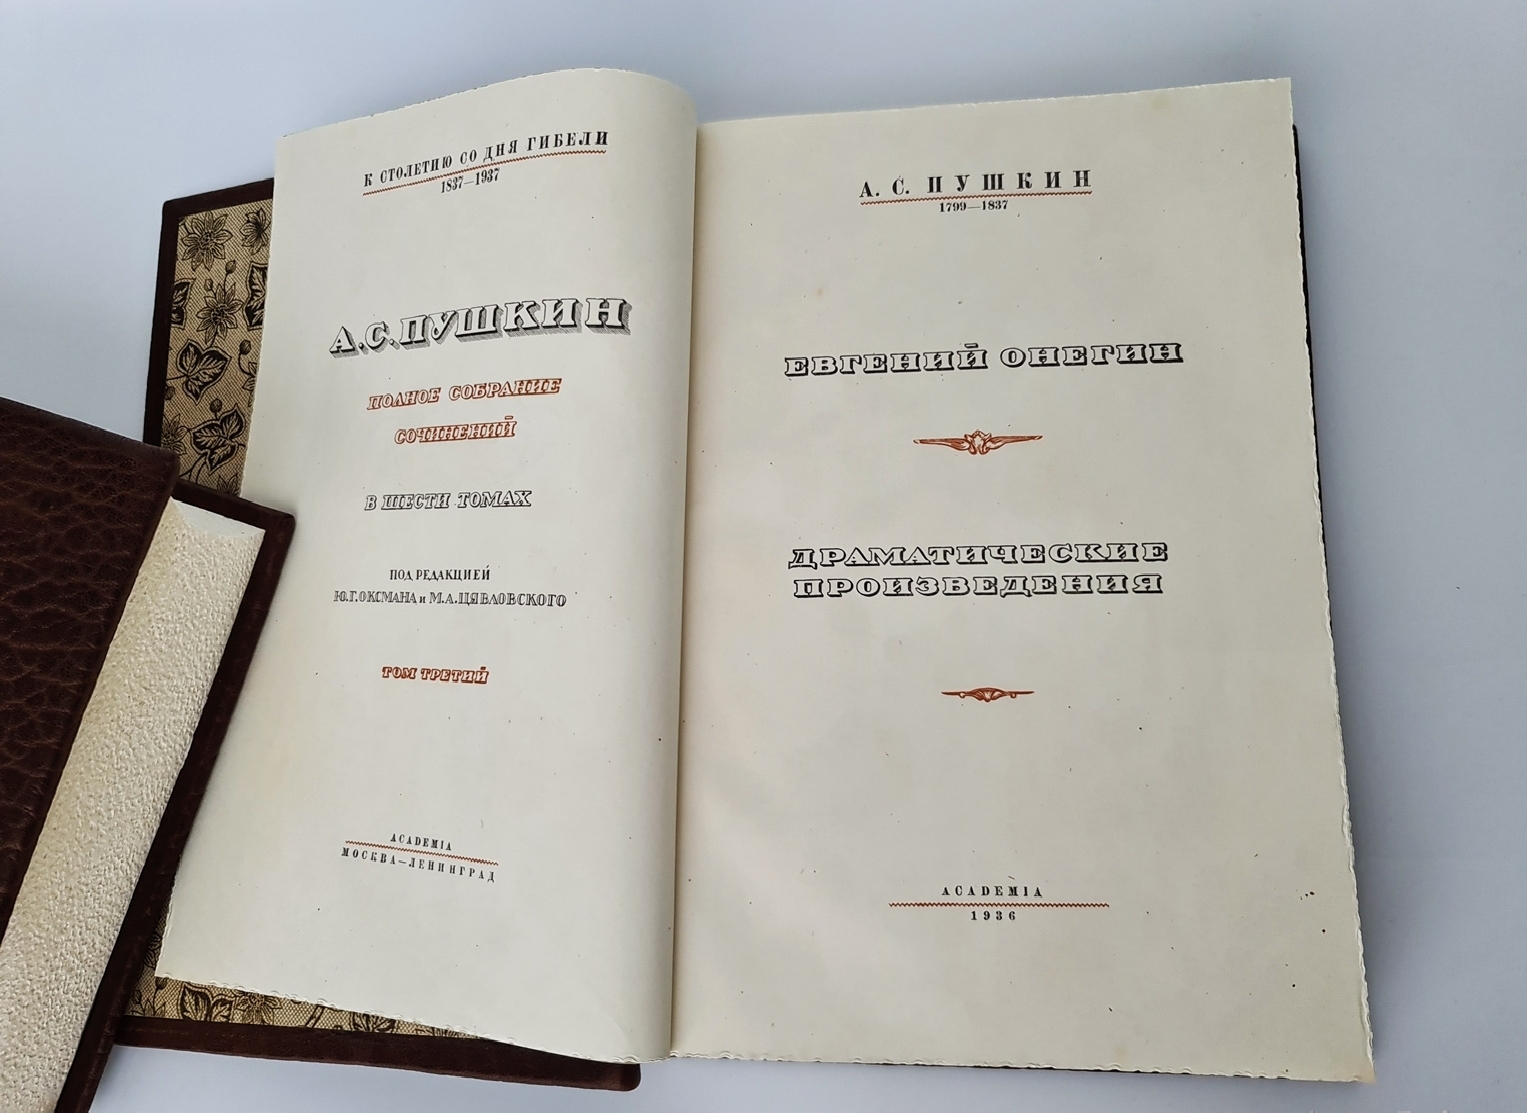 К СТОЛЕТИЮ СО ДНЯ ГИБЕЛИ
1837—1937
А.С.ПУШКИН
ПОЛНОЕ СОБРАНИЕ
СОЧИНЕНИЙ
В ШЕСТИ ТОМАХ
ПОД РЕДАКЦИЕЙ
Ю.Г.ОКСМАНА и М.А.ЦЯВЛОВСКОГО
ТОМ ТРЕТИЙ
ACADEMIA
МОСКВА—ЛЕНИНГРАД
А. С. ПУШКИН
1799—1837
ЕВГЕНИЙ ОНЕГИН
ДРАМАТИЧЕСКИЕ
ПРОИЗВЕДЕНИЯ
ACADEMIA
1936